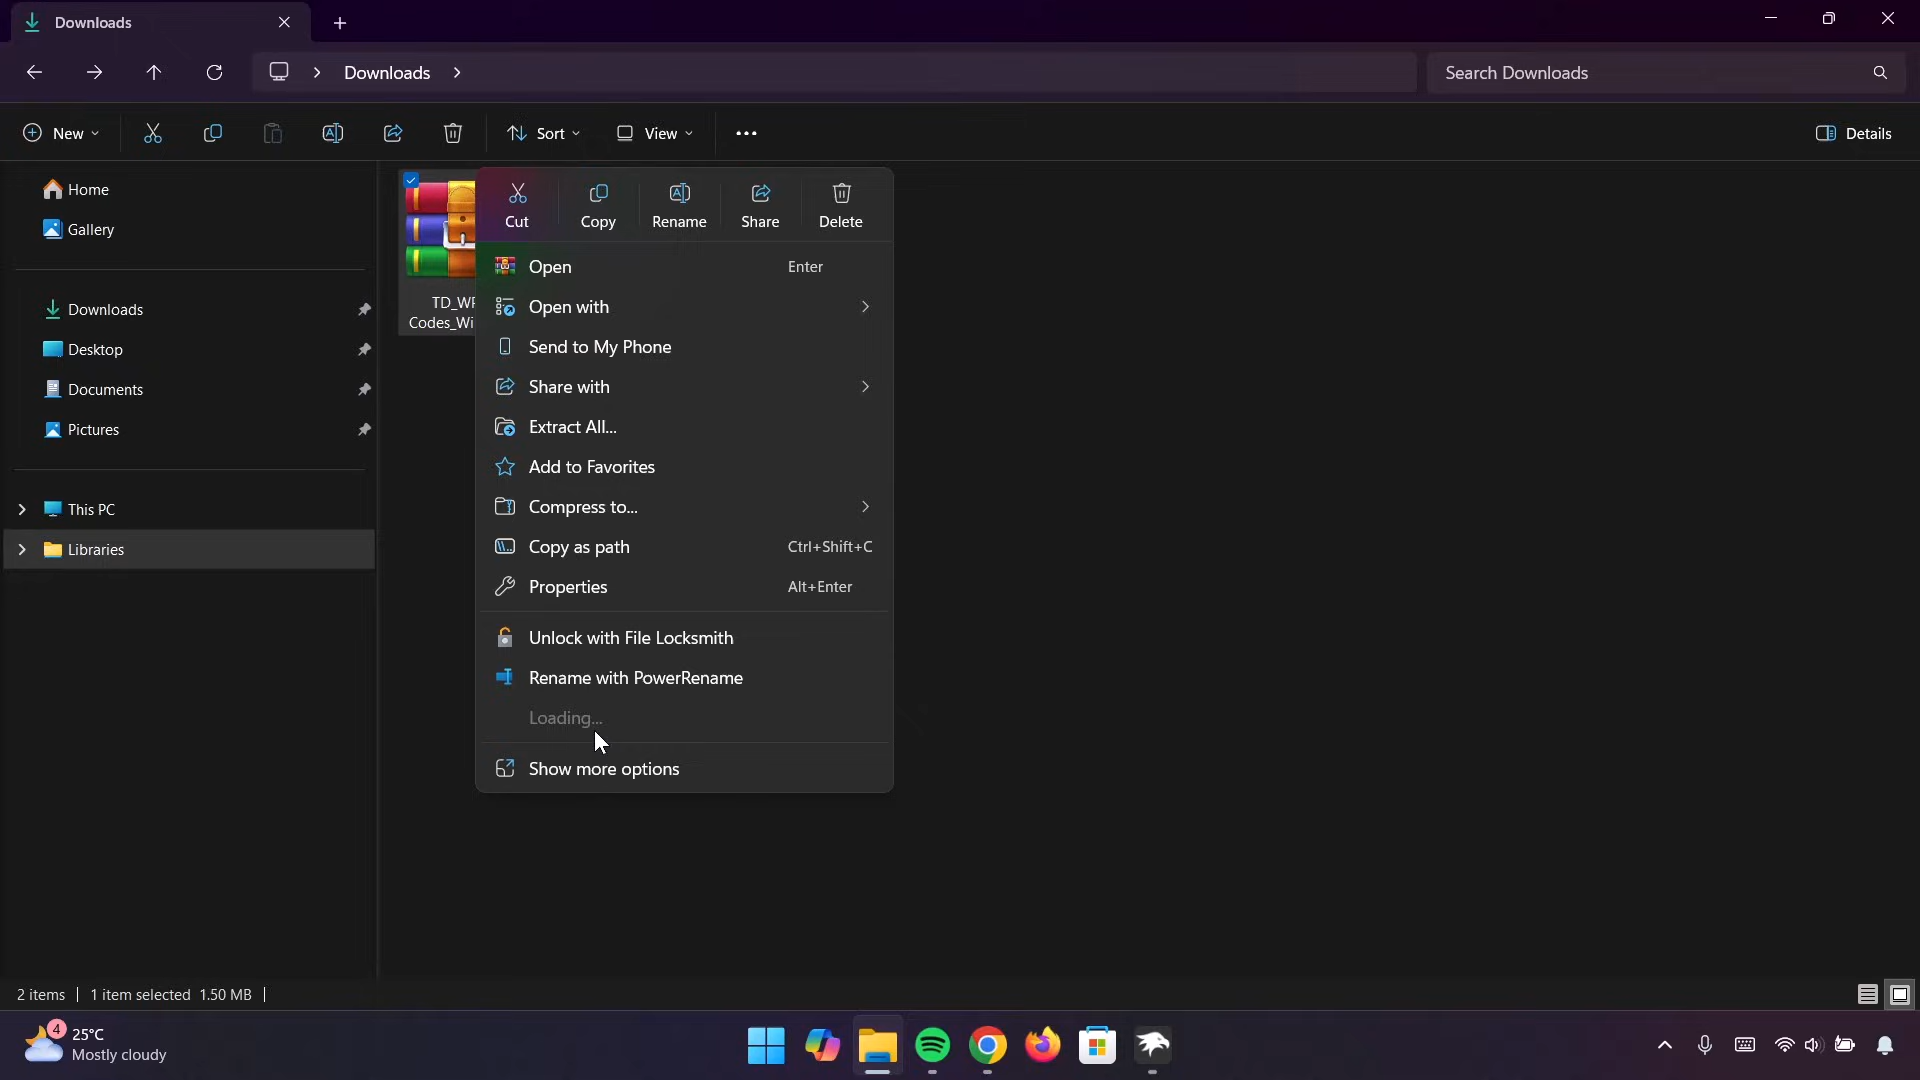 Downloads
Downloads
Search Downloads
New
Sort
View
Details
Home
Gallery
Downloads
Desktop
Documents
Pictures
This PC
Libraries
TD_WP
Codes_Wi
Cut
Copy
Rename
Share
Delete
Open Enter
Open with
Send to My Phone
Share with
Extract All...
Add to Favorites
Compress to...
Copy as path Ctrl+Shift+C
Properties Alt+Enter
Unlock with File Locksmith
Rename with PowerRename
Loading...
Show more options
2 items 1 item selected 1.50 MB
4
25°C
Mostly cloudy